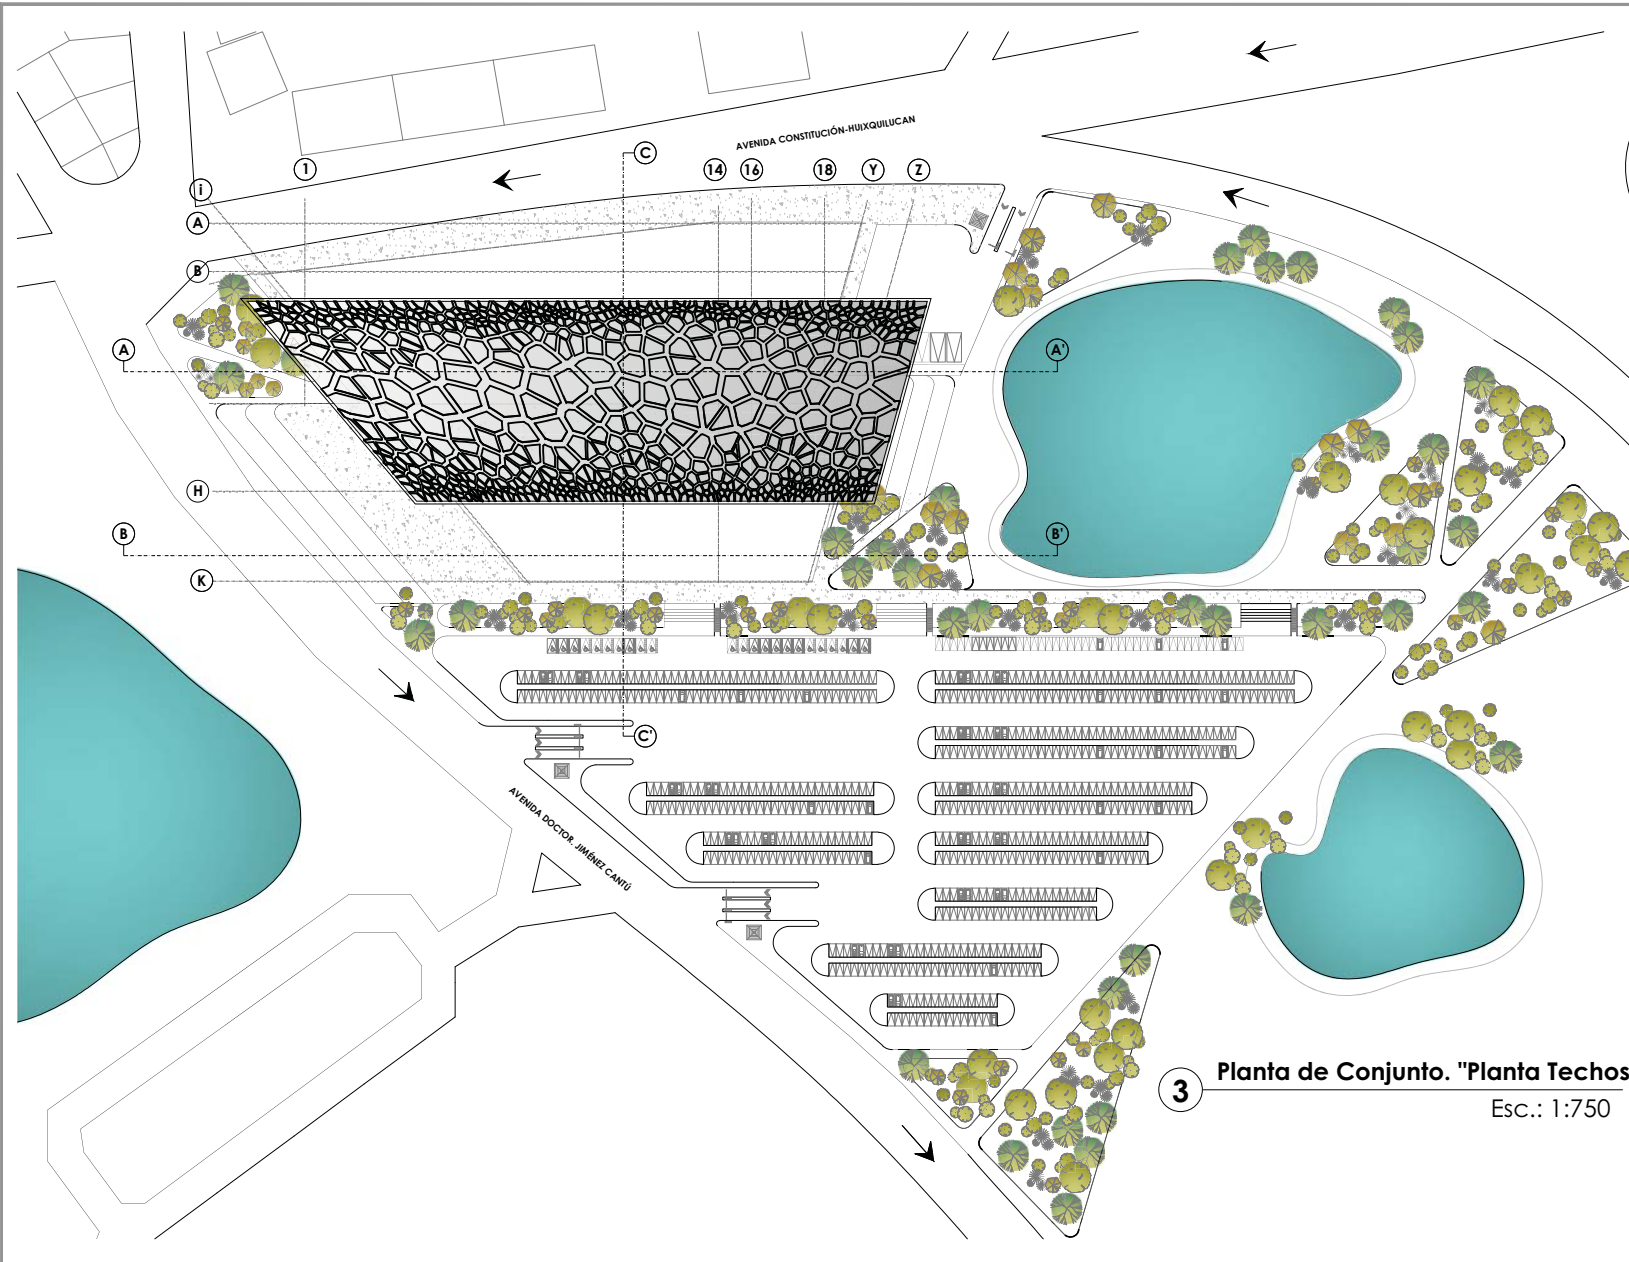 AVENIDA CONSTITUCIÓN-HUIXQUILUCAN
C
1
14
16
18
Y
Z
i
A
B
A
A'
H
B
B'
K
C'
AVENIDA DOCTOR. JIMÉNEZ CANTÚ
3
Planta de Conjunto. "Planta Techos
Esc.: 1:750